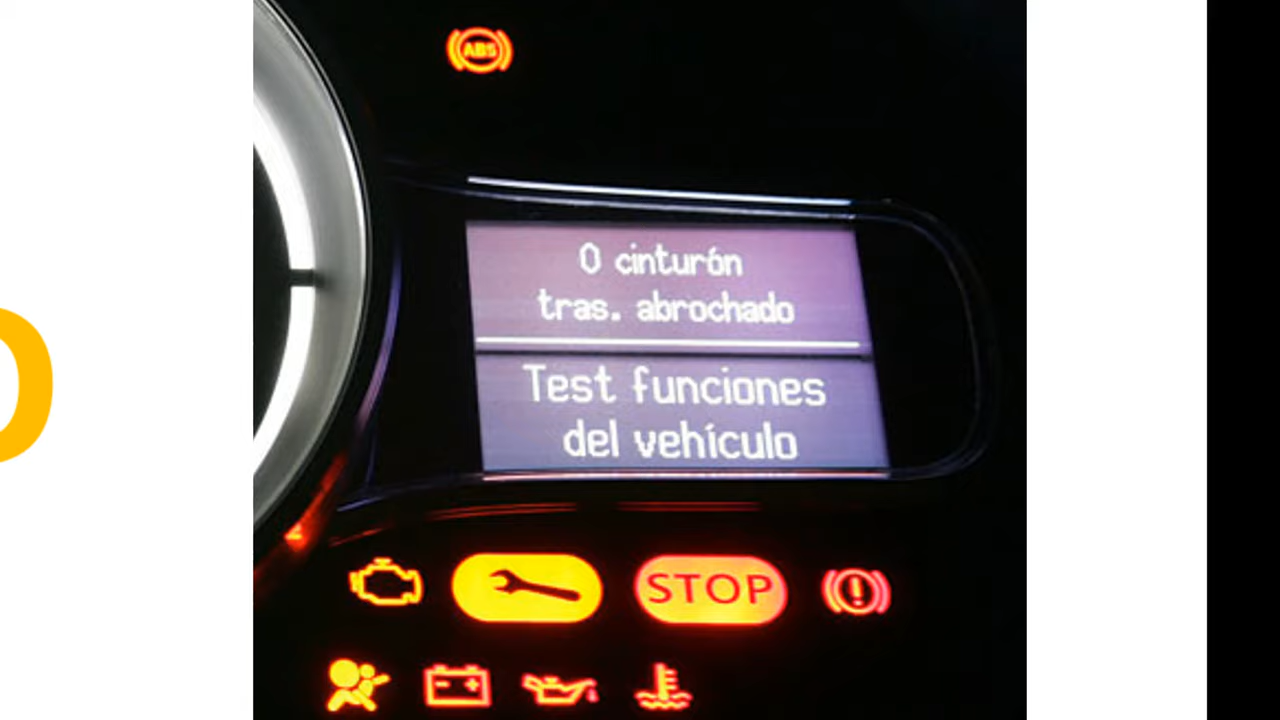 ABS
0 cinturón
tras. abrochado
Test funciones
del vehículo
STOP